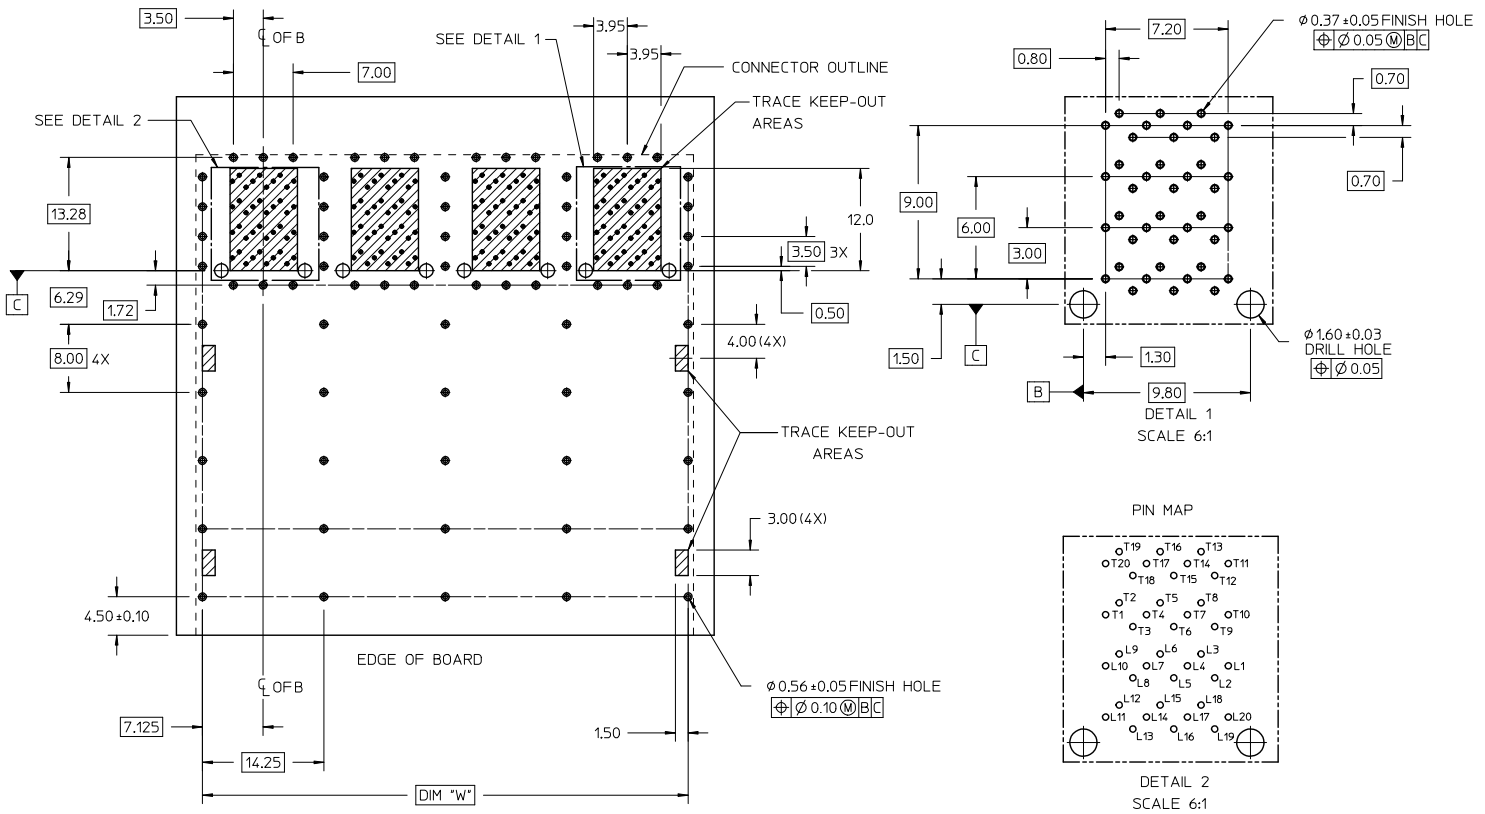 3.50
℄ OF B
7.00
SEE DETAIL 1
3.95
3.95
CONNECTOR OUTLINE
TRACE KEEP-OUT
AREAS
SEE DETAIL 2
13.28
12.0
3.50 3X
C
6.29
1.72
0.50
8.00 4X
4.00 (4X)
TRACE KEEP-OUT
AREAS
3.00 (4X)
4.50 ±0.10
EDGE OF BOARD
℄ OF B
Ø 0.56 ±0.05 FINISH HOLE
⌖ Ø 0.10 Ⓜ B C
7.125
1.50
14.25
DIM "W"
Ø 0.37 ±0.05 FINISH HOLE
⌖ Ø 0.05 Ⓜ B C
7.20
0.80
0.70
0.70
9.00
6.00
3.00
1.50
C
1.30
Ø 1.60 ±0.03
DRILL HOLE
⌖ Ø 0.05
B
9.80
DETAIL 1
SCALE 6:1
PIN MAP
T19 T16 T13
T20 T17 T14 T11
T18 T15 T12
T2 T5 T8
T1 T4 T7 T10
T3 T6 T9
L9 L6 L3
L10 L7 L4 L1
L8 L5 L2
L12 L15 L18
L11 L14 L17 L20
L13 L16 L19
DETAIL 2
SCALE 6:1